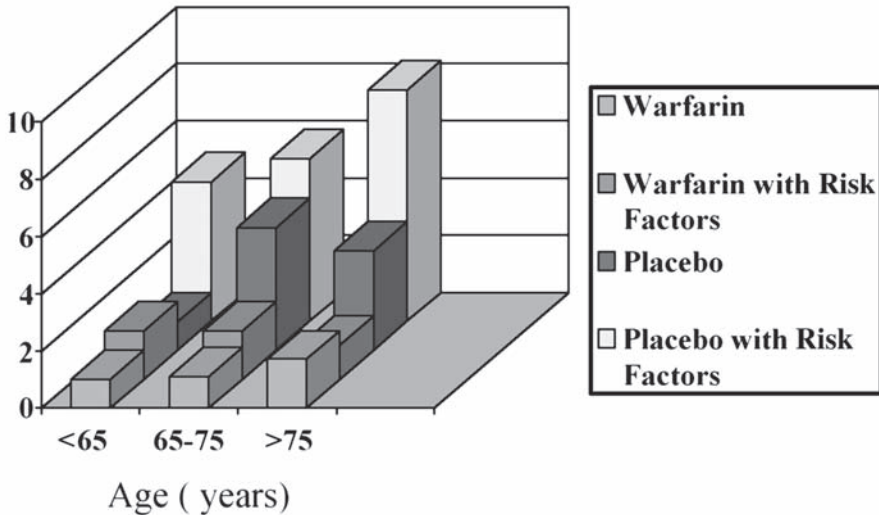 10
8
6
4
2
0
<65 65-75 >75
Age ( years)
Warfarin
Warfarin with Risk
Factors
Placebo
Placebo with Risk
Factors